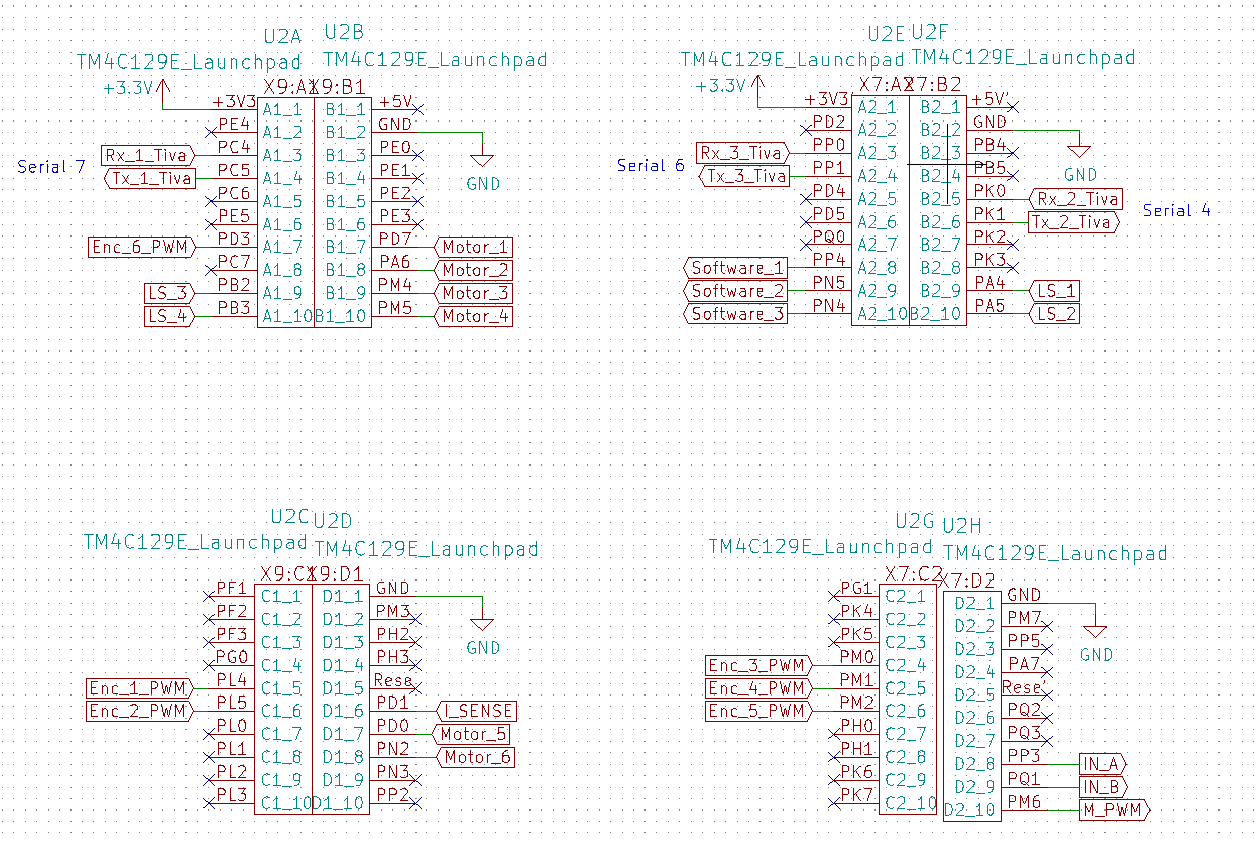 U2A U2B
TM4C129E_Launchpad TM4C129E_Launchpad
X9:A1 X9:B1
+3.3V
+3V3 A1_1 B1_1 +5V
PE4 A1_2 B1_2 GND
Rx_1_Tiva PC4 A1_3 B1_3 PE0
Serial 7
Tx_1_Tiva PC5 A1_4 B1_4 PE1
GND
PC6 A1_5 B1_5 PE2
PE5 A1_6 B1_6 PE3
Enc_6_PWM PD3 A1_7 B1_7 PD7 Motor_1
PC7 A1_8 B1_8 PA6 Motor_2
LS_3 PB2 A1_9 B1_9 PM4 Motor_3
LS_4 PB3 A1_10 B1_10 PM5 Motor_4
U2E U2F
TM4C129E_Launchpad TM4C129E_Launchpad
X7:A2 X7:B2
+3.3V
+3V3 A2_1 B2_1 +5V'
PD2 A2_2 B2_2 GND
Rx_3_Tiva PP0 A2_3 B2_3 PB4
Serial 6
Tx_3_Tiva PP1 A2_4 B2_4 PB5
GND
PD4 A2_5 B2_5 PK0 Rx_2_Tiva
Serial 4
PD5 A2_6 B2_6 PK1 Tx_2_Tiva
PQ0 A2_7 B2_7 PK2
Software_1 PP4 A2_8 B2_8 PK3
Software_2 PN5 A2_9 B2_9 PA4 LS_1
Software_3 PN4 A2_10 B2_10 PA5 LS_2
U2C U2D
TM4C129E_Launchpad TM4C129E_Launchpad
X9:C1 X9:D1
PF1 C1_1 D1_1 GND
PF2 C1_2 D1_2 PM3
PF3 C1_3 D1_3 PH2
GND
PG0 C1_4 D1_4 PH3
Enc_1_PWM PL4 C1_5 D1_5 Rese
Enc_2_PWM PL5 C1_6 D1_6 PD1 I_SENSE
PL0 C1_7 D1_7 PD0 Motor_5
PL1 C1_8 D1_8 PN2 Motor_6
PL2 C1_9 D1_9 PN3
PL3 C1_10 D1_10 PP2
U2G U2H
TM4C129E_Launchpad TM4C129E_Launchpad
X7:C2 X7:D2
PG1 C2_1 D2_1 GND
PK4 C2_2 D2_2 PM7
PK5 C2_3 D2_3 PP5
GND
Enc_3_PWM PM0 C2_4 D2_4 PA7
Enc_4_PWM PM1 C2_5 D2_5 Rese'
Enc_5_PWM PM2 C2_6 D2_6 PQ2
PH0 C2_7 D2_7 PQ3
PH1 C2_8 D2_8 PP3 IN_A
PK6 C2_9 D2_9 PQ1 IN_B
PK7 C2_10 D2_10 PM6 M_PWM